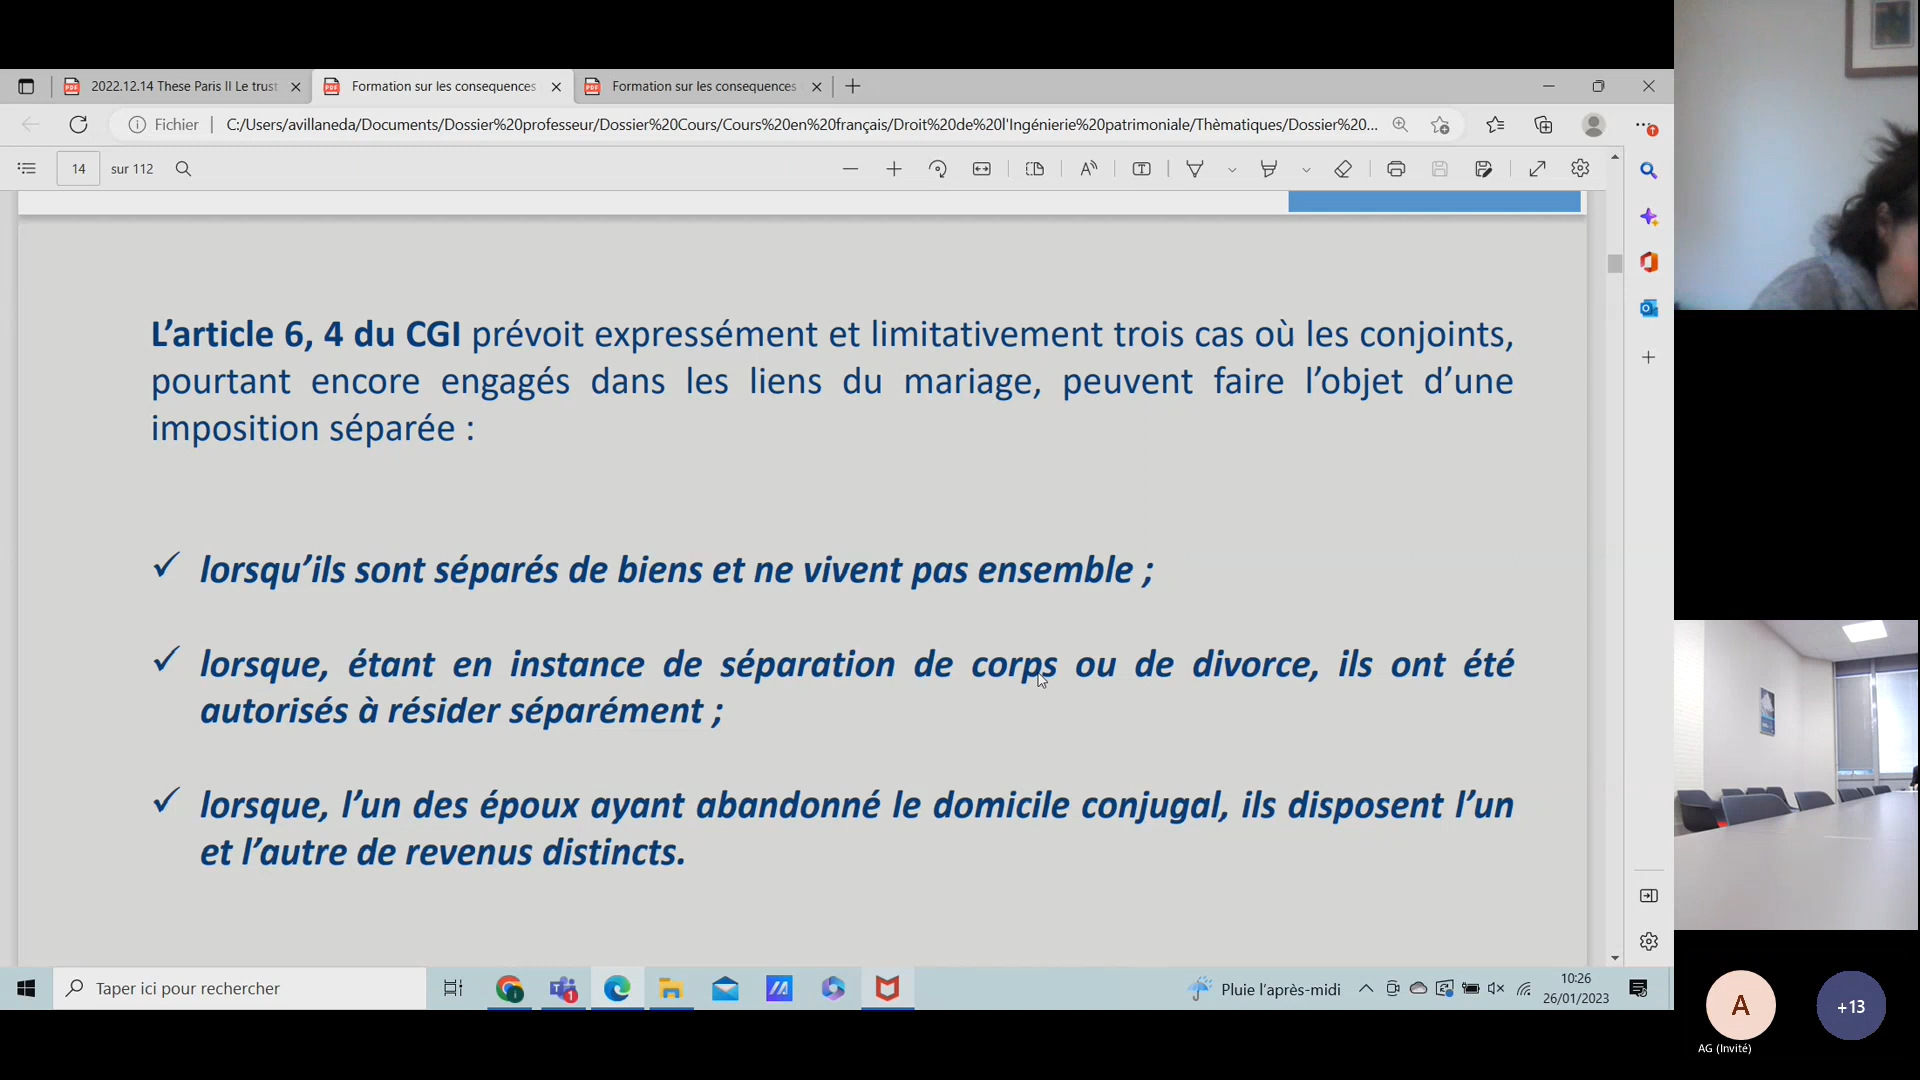 2022.12.14 These Paris II Le trust
Formation sur les consequences
Formation sur les consequences
Fichier
C:/Users/avillaneda/Documents/Dossier%20professeur/Dossier%20Cours/Cours%20en%20français/Droit%20de%20l'Ingénierie%20patrimoniale/Thèmatiques/Dossier%20...
14 sur 112
L’article 6, 4 du CGI prévoit expressément et limitativement trois cas où les conjoints,
pourtant encore engagés dans les liens du mariage, peuvent faire l’objet d’une
imposition séparée :
✓ lorsqu’ils sont séparés de biens et ne vivent pas ensemble ;
✓ lorsque, étant en instance de séparation de corps ou de divorce, ils ont été
autorisés à résider séparément ;
✓ lorsque, l’un des époux ayant abandonné le domicile conjugal, ils disposent l’un
et l’autre de revenus distincts.
Taper ici pour rechercher
Pluie l’après-midi
10:26
26/01/2023
A
+13
AG (Invité)